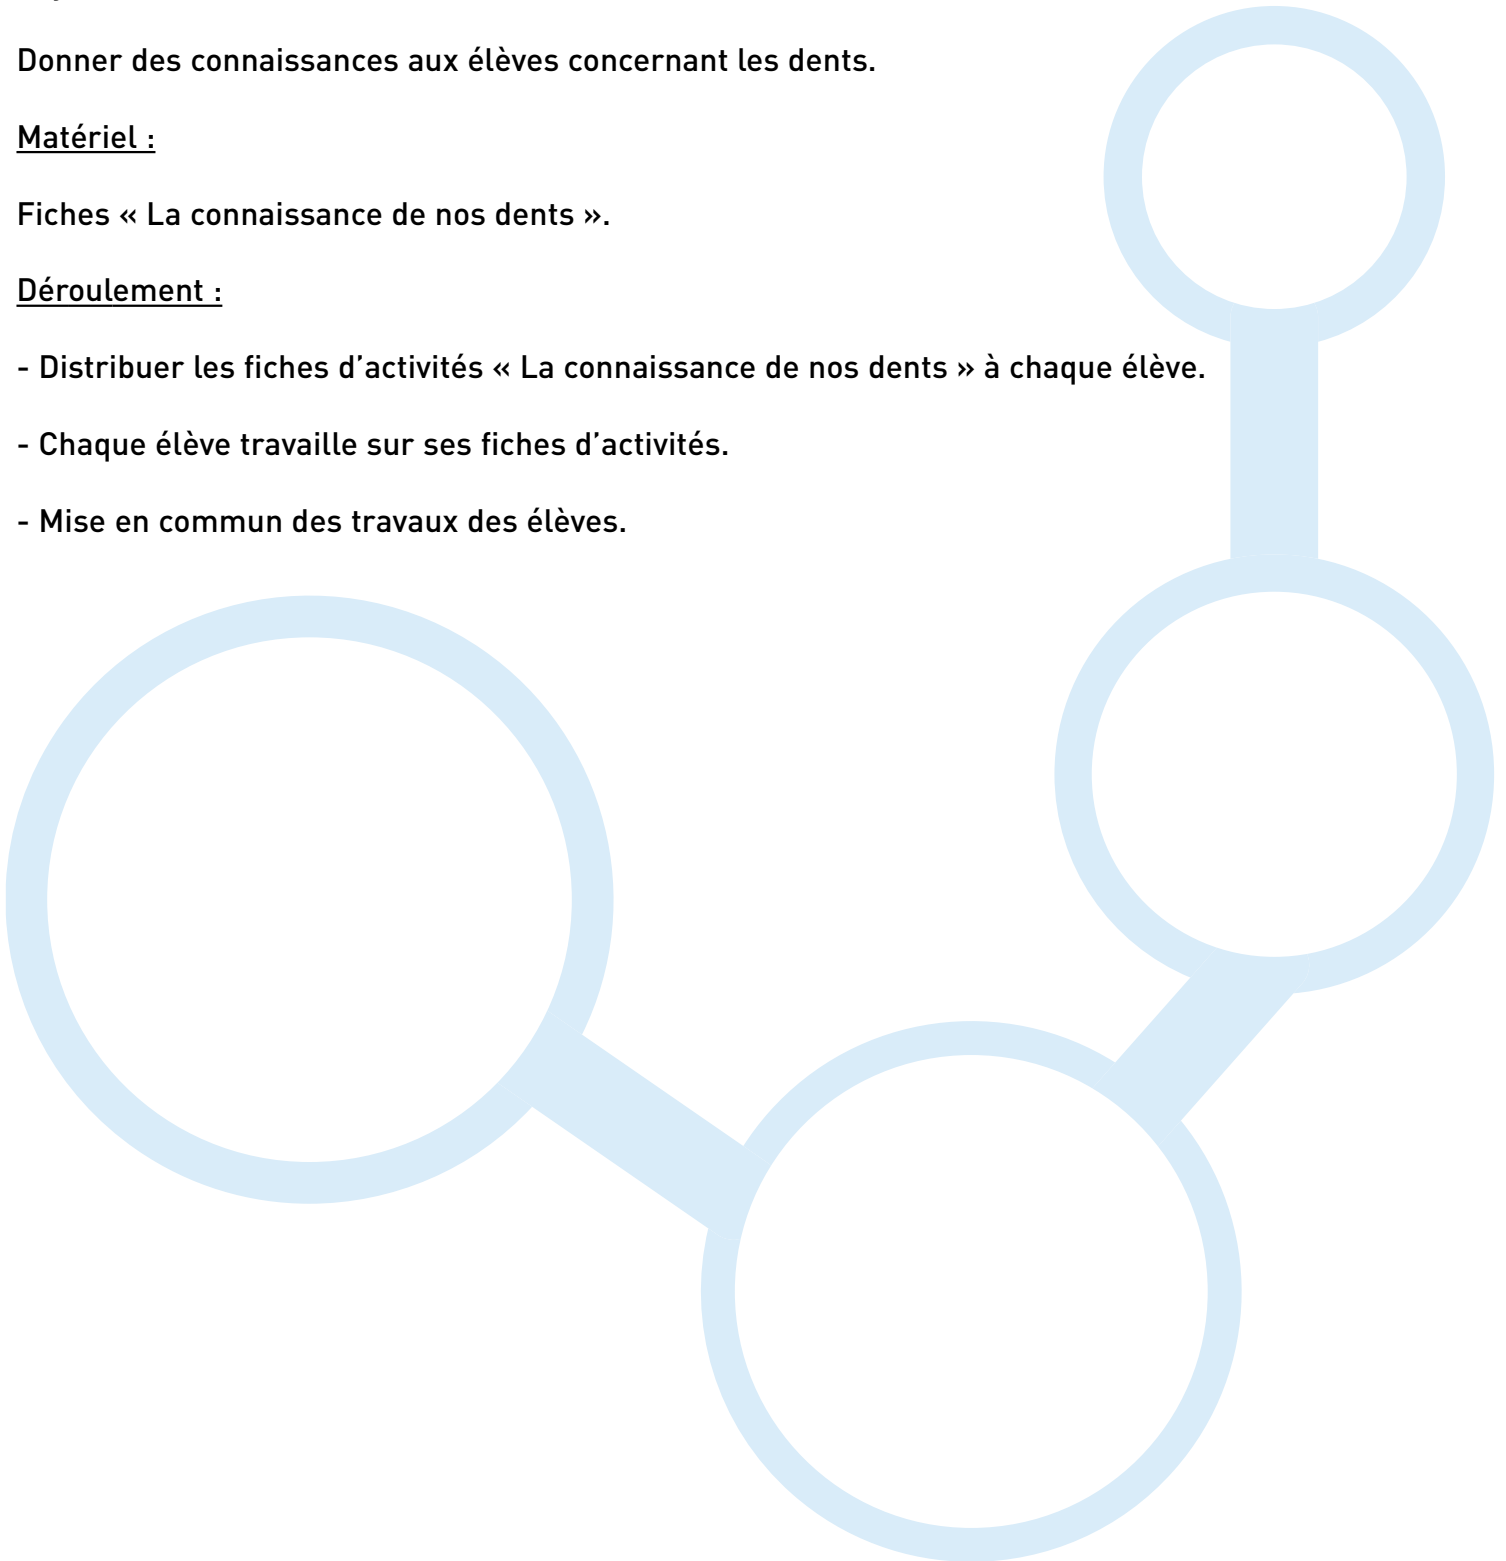 Donner des connaissances aux élèves concernant les dents.
Matériel :
Fiches « La connaissance de nos dents ».
Déroulement :
- Distribuer les fiches d’activités « La connaissance de nos dents » à chaque élève.
- Chaque élève travaille sur ses fiches d’activités.
- Mise en commun des travaux des élèves.